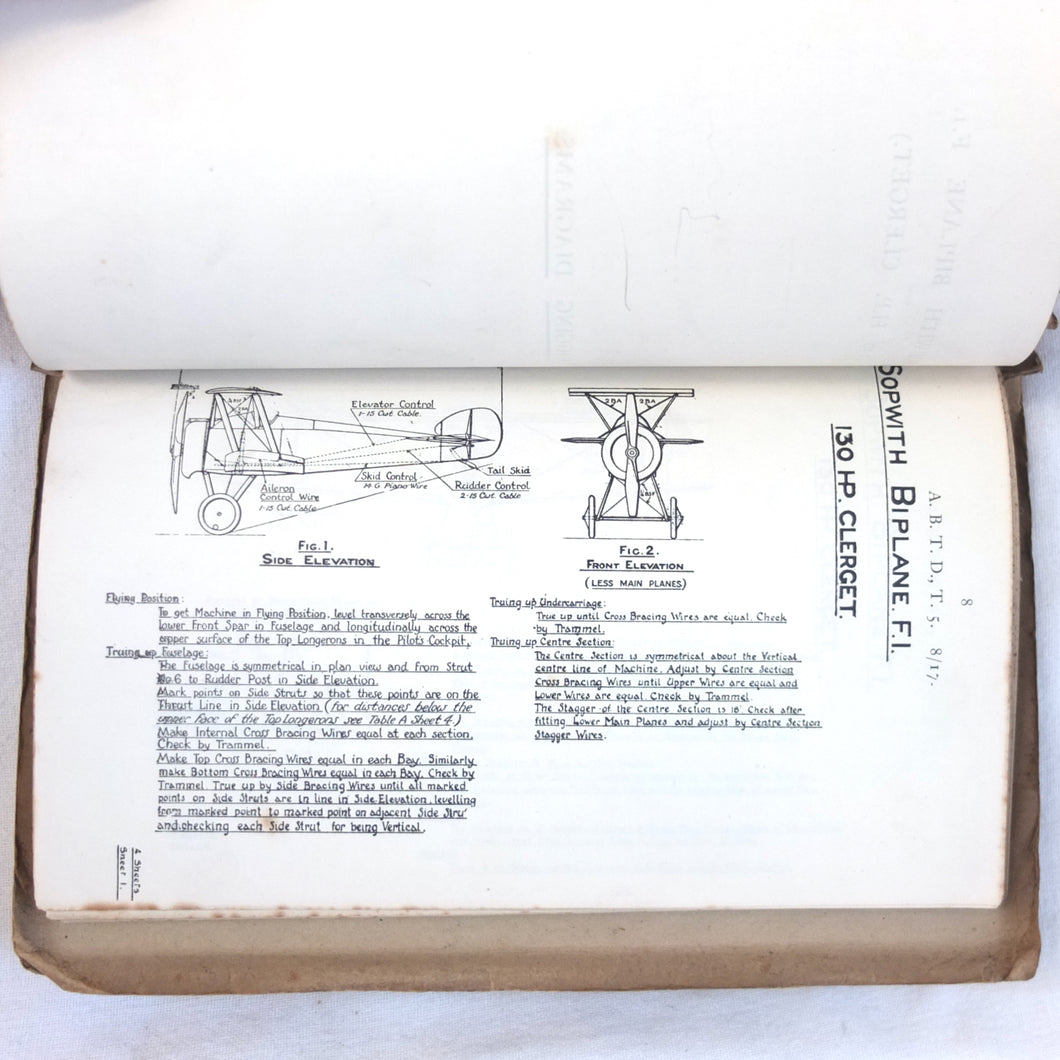 8
A. B. T. D., T. 5. 8/17.
SOPWITH BIPLANE. F.1.
130 HP. CLERGET.
Elevator Control
1-15 Cwt. Cable.
Aileron
Control Wire
1-15 Cwt. Cable
Skid Control
14 G. Piano Wire
Tail Skid
Rudder Control
2-15 Cwt. Cable
FIG. 1.
SIDE ELEVATION
2BA 2BA
FIG. 2.
FRONT ELEVATION
(LESS MAIN PLANES)
Flying Position:
To get Machine in Flying Position, level transversely across the
lower Front Spar in Fuselage and longitudinally across the
upper surface of the Top Longerons in the Pilot's Cockpit.
Truing up Fuselage:
The Fuselage is symmetrical in plan view and from Strut
No. 6 to Rudder Post in Side Elevation.
Mark points on Side Struts so that these points are on the
Thrust Line in Side Elevation (for distances below the
upper face of the Top Longerons see Table A Sheet 4.)
Make Internal Cross Bracing Wires equal at each section.
Check by Trammel.
Make Top Cross Bracing Wires equal in each Bay. Similarly
make Bottom Cross Bracing Wires equal in each Bay. Check by
Trammel. True up by Side Bracing Wires until all marked
points on Side Struts are in line in Side Elevation, levelling
from marked point to marked point on adjacent Side Stru
and checking each Side Strut for being Vertical.
Truing up Undercarriage:
True up until Cross Bracing Wires are equal. Check
by Trammel.
Truing up Centre Section:
The Centre Section is symmetrical about the Vertical
centre line of Machine. Adjust by Centre Section
Cross Bracing Wires until Upper Wires are equal and
Lower Wires are equal. Check by Trammel.
The Stagger of the Centre Section is 18" Check after
fitting Lower Main Planes and adjust by Centre Section
Stagger Wires.
4 Sheets
Sheet 1.